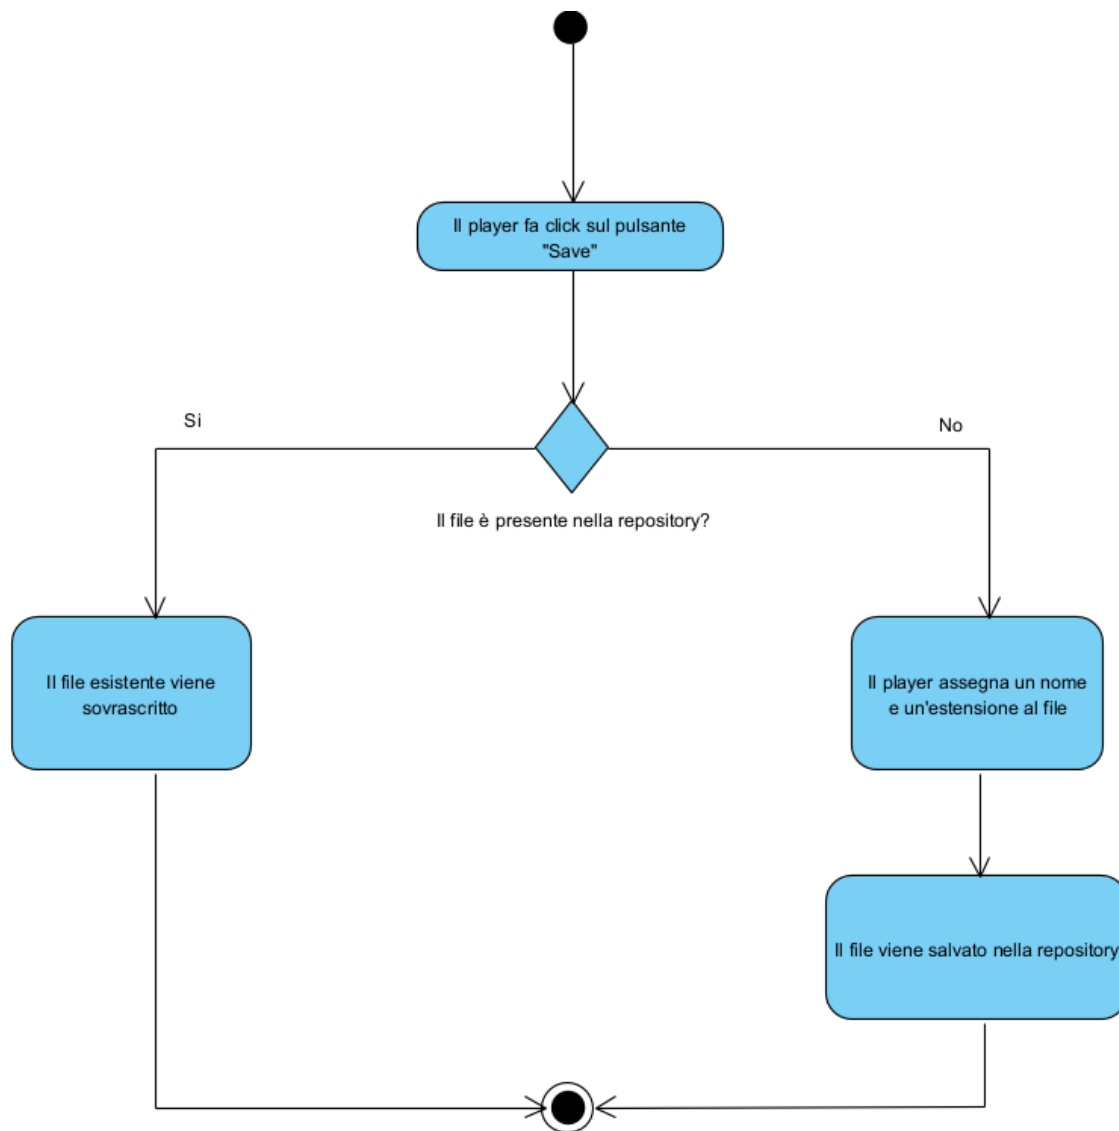 Il player fa click sul pulsante
"Save"
Si
No
Il file è presente nella repository?
Il file esistente viene
sovrascritto
Il player assegna un nome
e un'estensione al file
Il file viene salvato nella repository